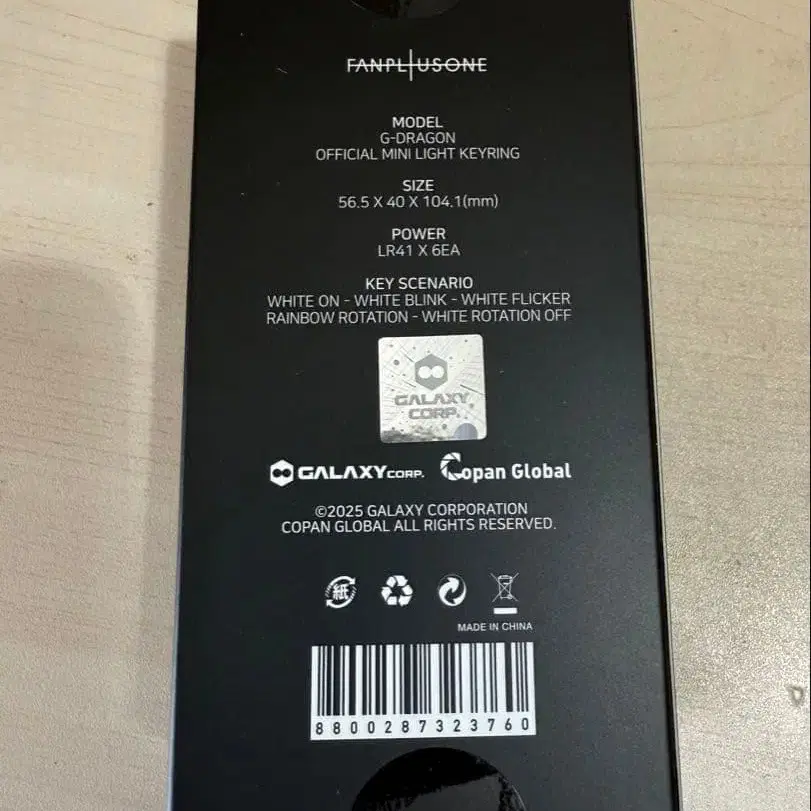 FANPLUSONE
MODEL
G-DRAGON
OFFICIAL MINI LIGHT KEYRING
SIZE
56.5 X 40 X 104.1(mm)
POWER
LR41 X 6EA
KEY SCENARIO
WHITE ON - WHITE BLINK - WHITE FLICKER
RAINBOW ROTATION - WHITE ROTATION OFF
GALAXY
CORP.
GALAXY CORP. Copan Global
©2025 GALAXY CORPORATION
COPAN GLOBAL ALL RIGHTS RESERVED.
紙
MADE IN CHINA
8800287323760